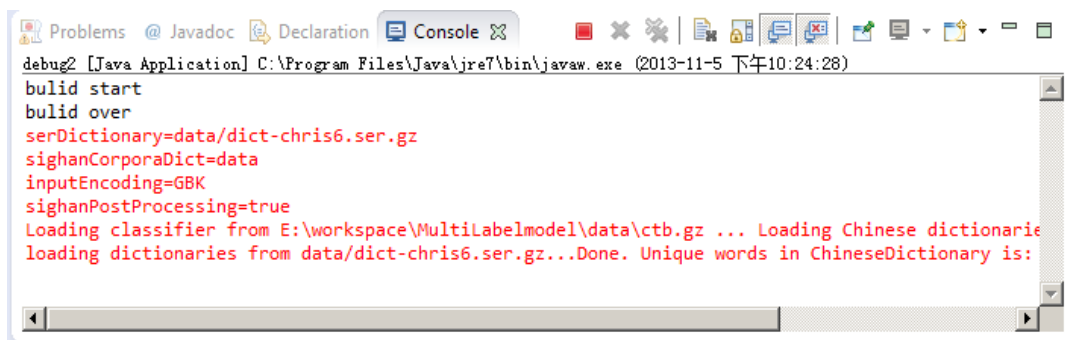 Problems @ Javadoc Declaration Console
debug2 [Java Application] C:\Program Files\Java\jre7\bin\javaw.exe (2013-11-5 下午10:24:28)
bulid start
bulid over
serDictionary=data/dict-chris6.ser.gz
sighanCorporaDict=data
inputEncoding=GBK
sighanPostProcessing=true
Loading classifier from E:\workspace\MultiLabelmodel\data\ctb.gz ... Loading Chinese dictionarie
loading dictionaries from data/dict-chris6.ser.gz...Done. Unique words in ChineseDictionary is: